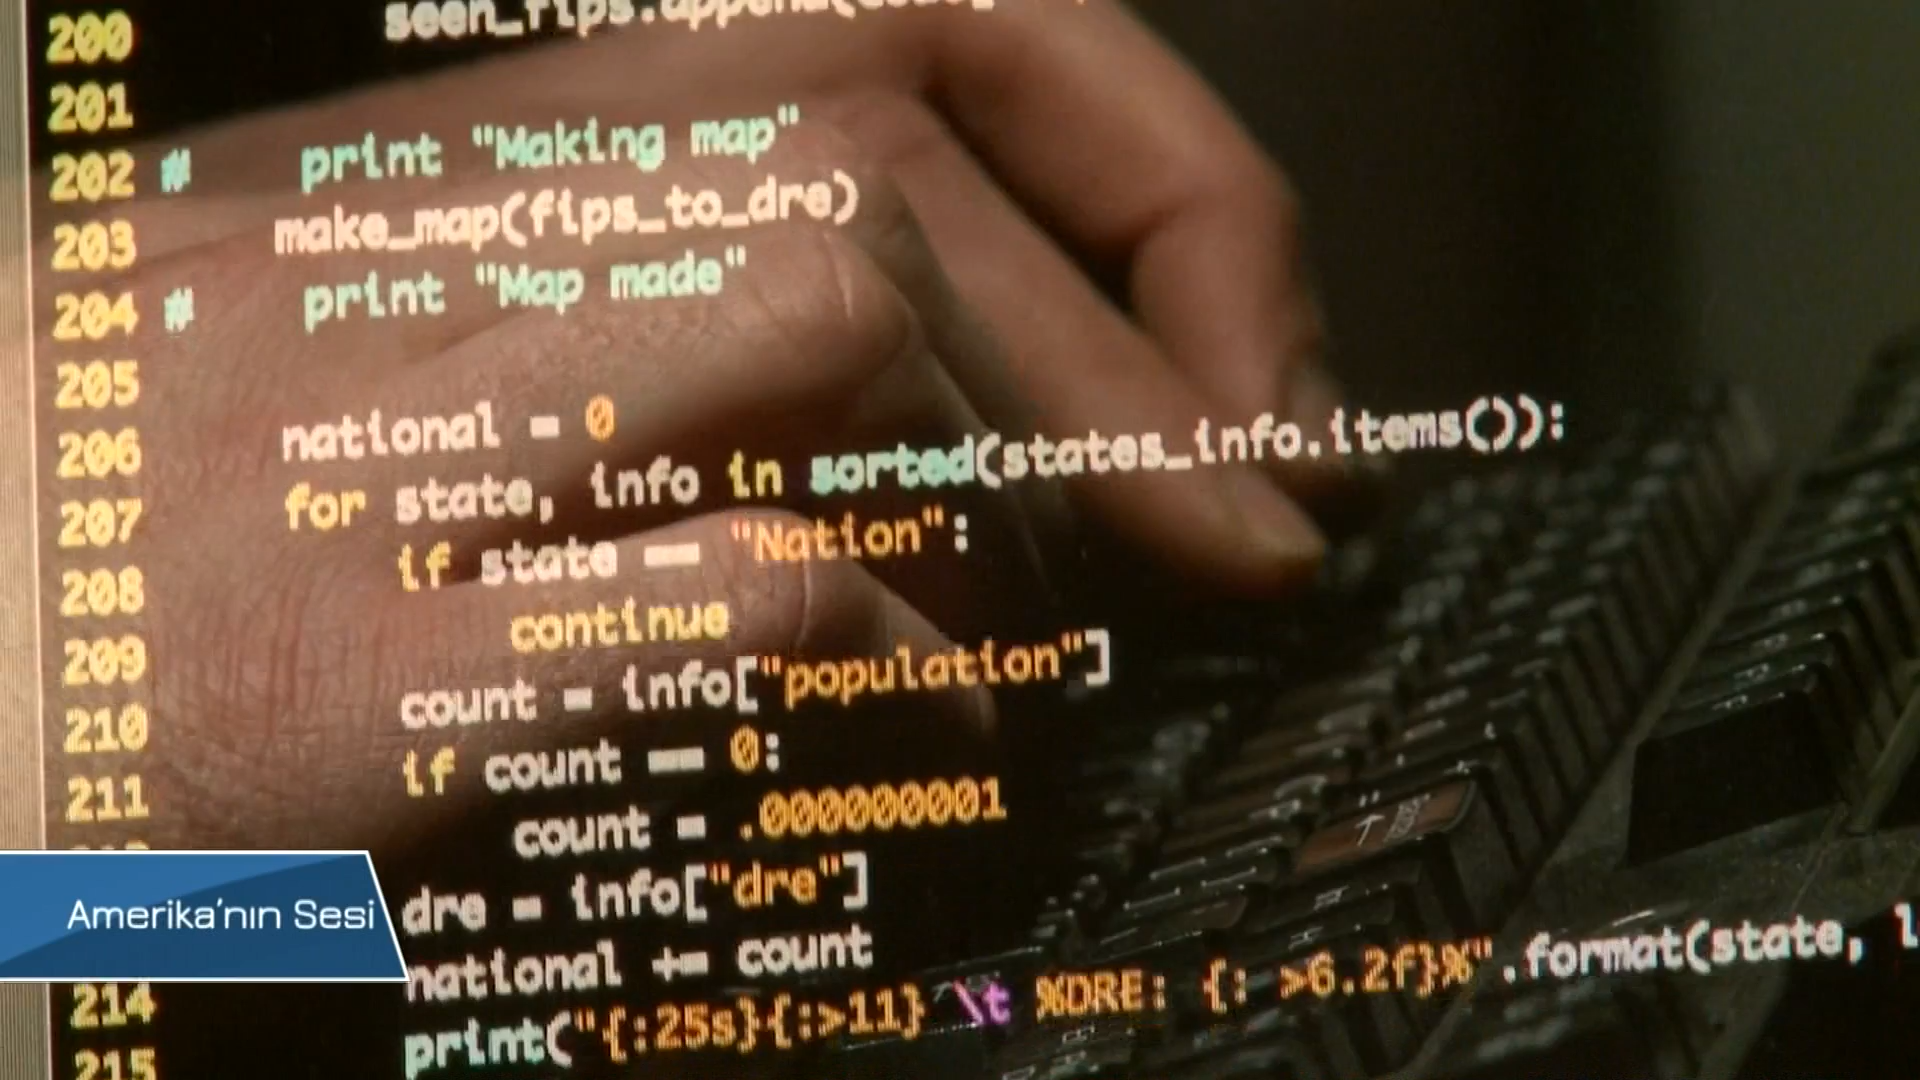 200 seen_fips.append(
201
202 # print "Making map"
203 make_map(fips_to_dre)
204 # print "Map made"
205
206 national = 0
207 for state, info in sorted(states_info.items()):
208 if state == "Nation":
209 continue
210 count = info["population"]
211 if count == 0:
count = .000000001
Amerika'nın Sesi dre = info["dre"]
214 national += count
215 print("{:25s}{:>11} \t %DRE: {: >6.2f}%".format(state,